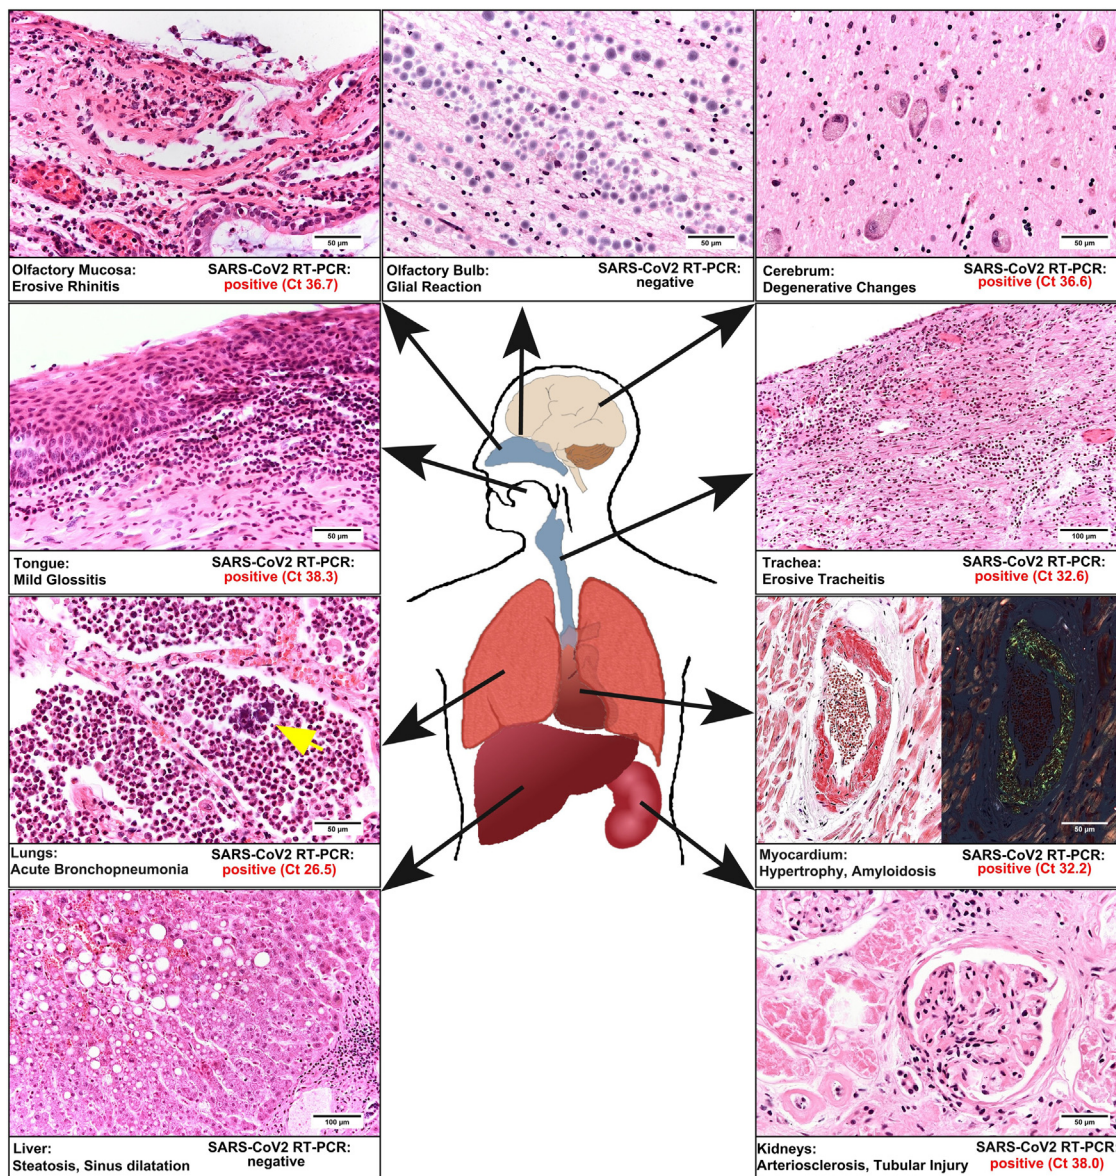 50 µm
50 µm
50 µm
Olfactory Mucosa:
Erosive Rhinitis
SARS-CoV2 RT-PCR:
positive (Ct 36.7)
Olfactory Bulb:
Glial Reaction
SARS-CoV2 RT-PCR:
negative
Cerebrum:
Degenerative Changes
SARS-CoV2 RT-PCR:
positive (Ct 36.6)
50 µm
100 µm
Tongue:
Mild Glossitis
SARS-CoV2 RT-PCR:
positive (Ct 38.3)
Trachea:
Erosive Tracheitis
SARS-CoV2 RT-PCR:
positive (Ct 32.6)
50 µm
50 µm
Lungs:
Acute Bronchopneumonia
SARS-CoV2 RT-PCR:
positive (Ct 26.5)
Myocardium:
Hypertrophy, Amyloidosis
SARS-CoV2 RT-PCR:
positive (Ct 32.2)
100 µm
50 µm
Liver:
Steatosis, Sinus dilatation
SARS-CoV2 RT-PCR:
negative
Kidneys:
Arteriosclerosis, Tubular Injury
SARS-CoV2 RT-PCR:
positive (Ct 38.0)